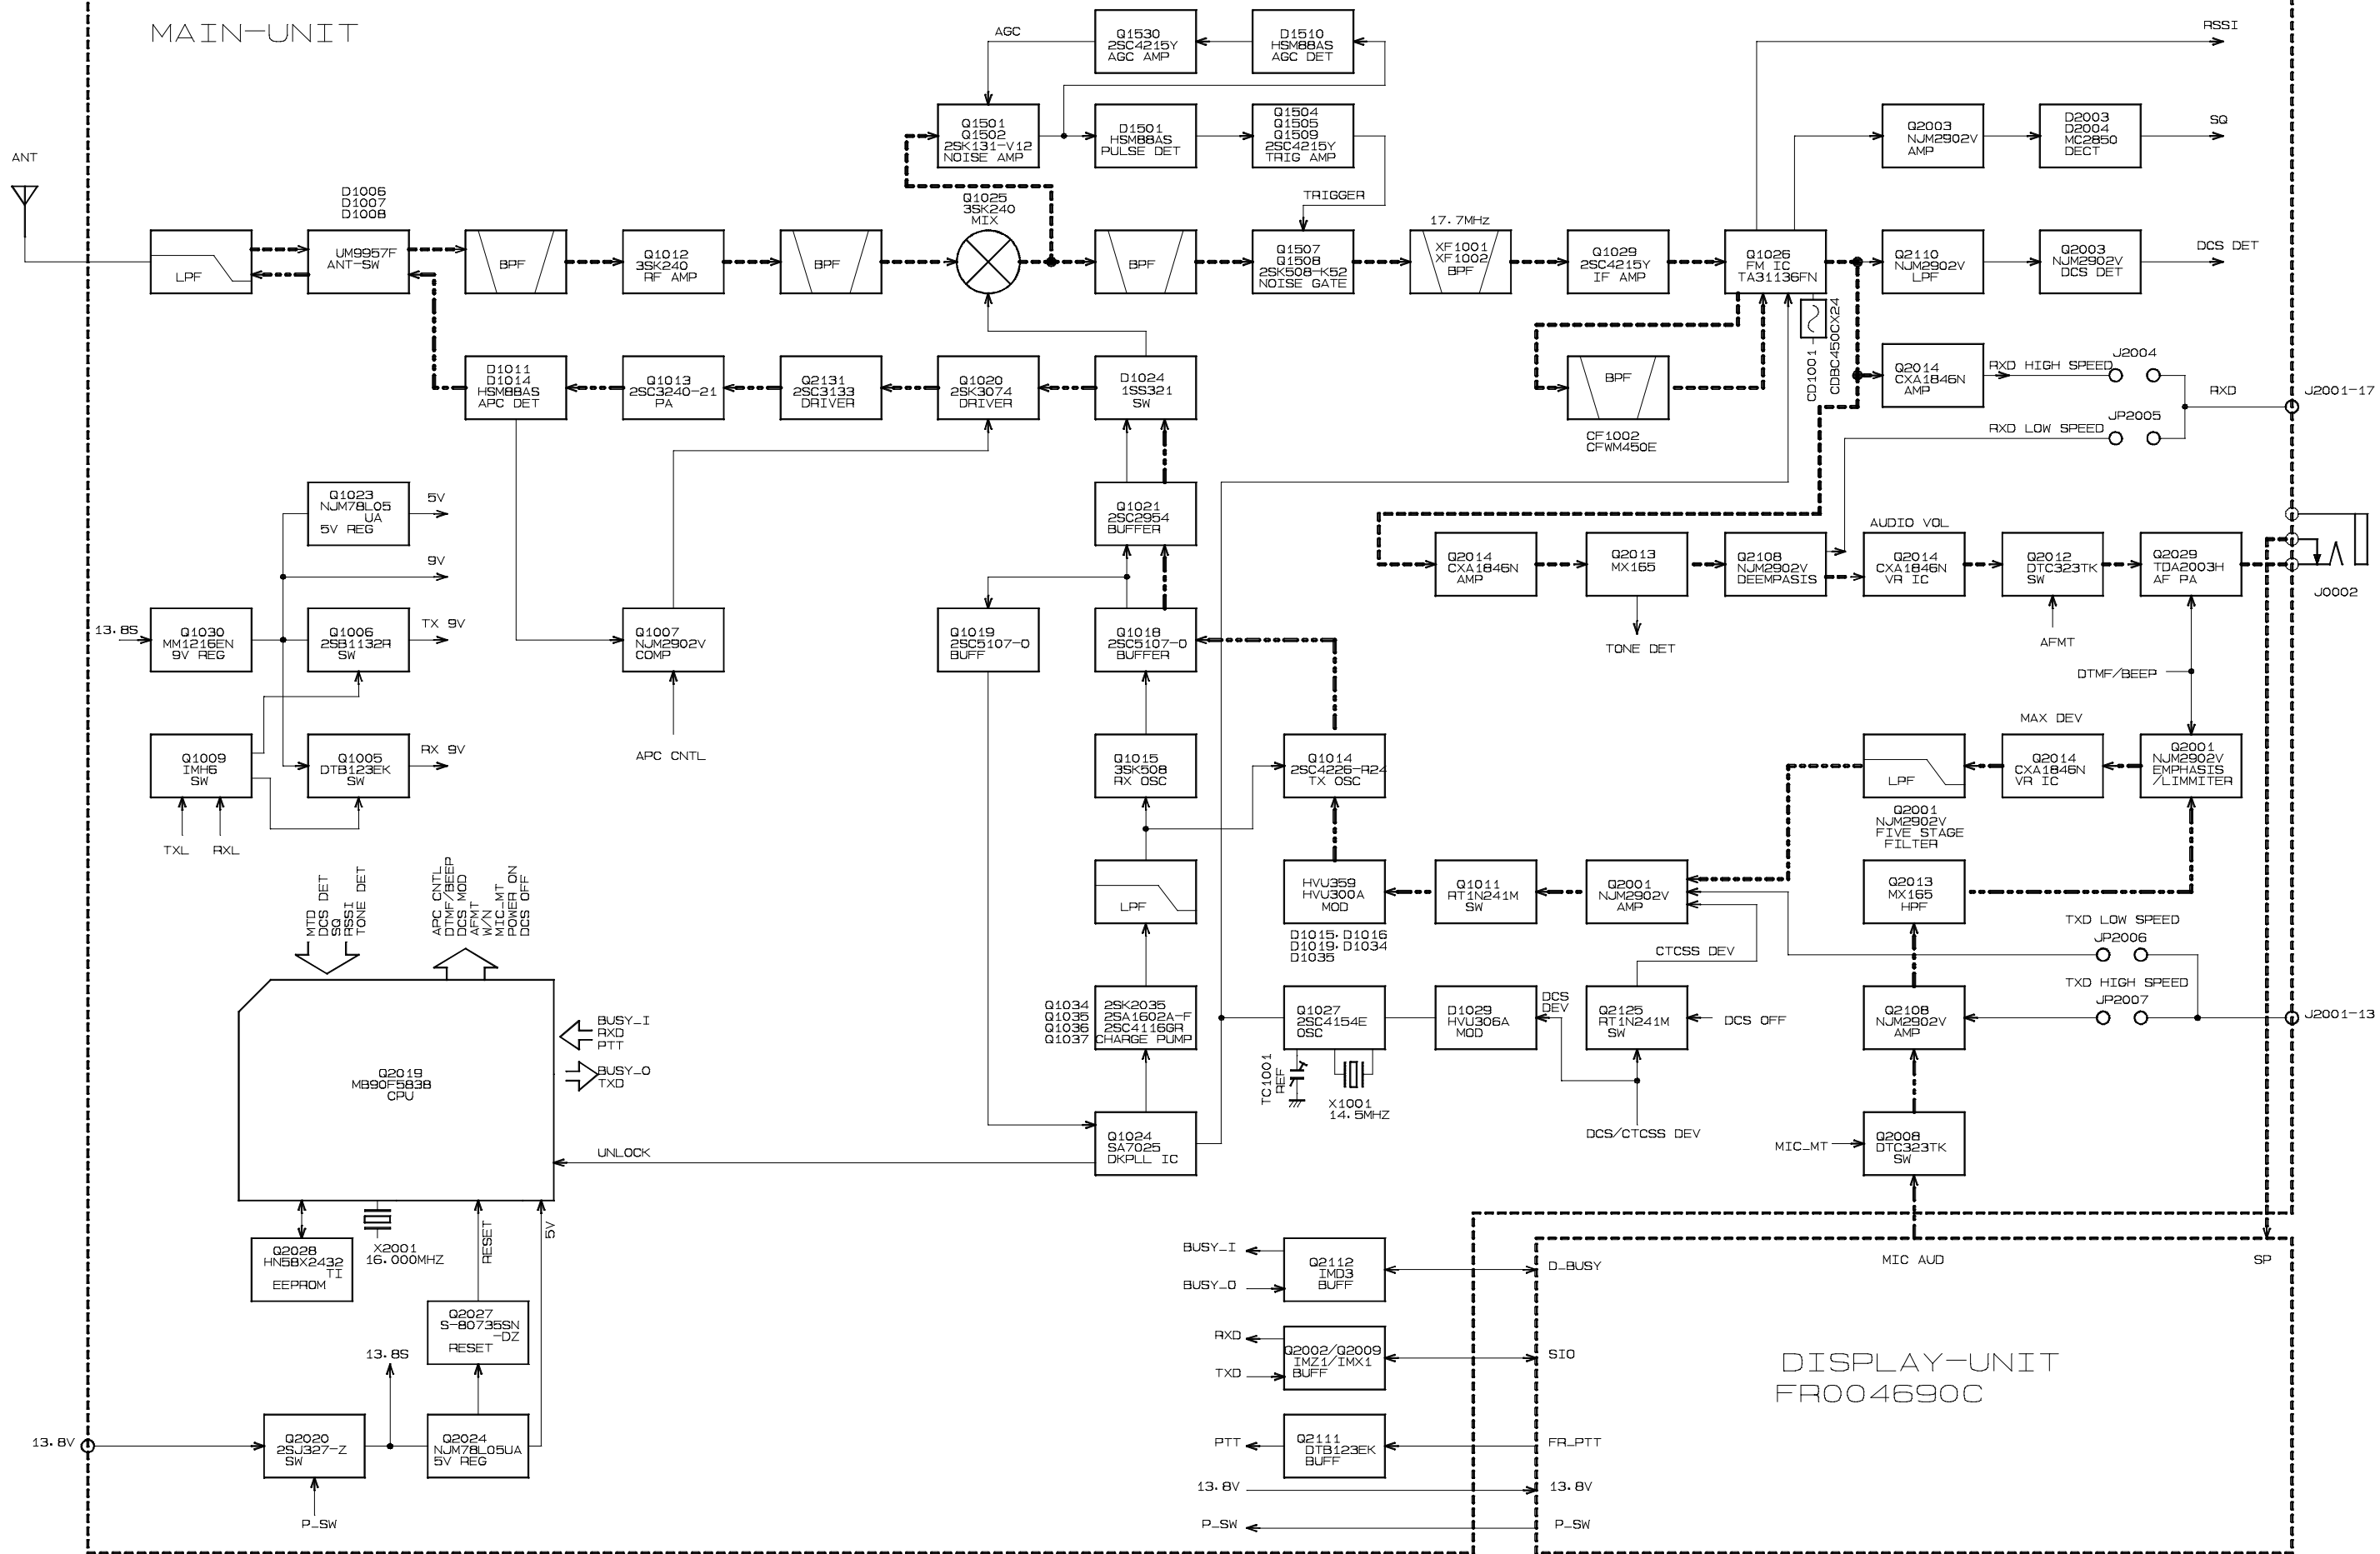 MAIN-UNIT
AGC
Q1530
2SC4215Y
AGC AMP
D1510
HSM88AS
AGC DET
RSSI
ANT
Q1501
Q1502
2SK131-V12
NOISE AMP
D1501
HSM88AS
PULSE DET
Q1504
Q1505
Q1509
2SC4215Y
TRIG AMP
Q2003
NJM2902V
AMP
D2003
D2004
MC2850
DECT
SQ
D1006
D1007
D1008
Q1025
3SK240
MIX
TRIGGER
17.7MHz
LPF
UM9957F
ANT-SW
BPF
Q1012
3SK240
RF AMP
BPF
BPF
Q1507
Q1508
2SK508-K52
NOISE GATE
XF1001
XF1002
BPF
Q1029
2SC4215Y
IF AMP
Q1026
FM IC
TA31136FN
Q2110
NJM2902V
LPF
Q2003
NJM2902V
DCS DET
DCS DET
CD1001
CDBC450CX24
D1011
D1014
HSM88AS
APC DET
Q1013
2SC3240-21
PA
Q2131
2SC3133
DRIVER
Q1020
2SK3074
DRIVER
D1024
1SS321
SW
BPF
CF1002
CFWM450E
Q2014
CXA1846N
AMP
RXD HIGH SPEED
J2004
RXD
J2001-17
RXD LOW SPEED
JP2005
Q1023
NJM78L05
UA
5V REG
5V
9V
Q1021
2SC2954
BUFFER
AUDIO VOL
Q2014
CXA1846N
AMP
Q2013
MX165
Q2108
NJM2902V
DEEMPASIS
Q2014
CXA1846N
VR IC
Q2012
DTC323TK
SW
Q2029
TDA2003H
AF PA
J0002
13.8S
Q1030
MM1216EN
9V REG
Q1006
2SB1132R
SW
TX 9V
Q1007
NJM2902V
COMP
Q1019
2SC5107-O
BUFF
Q1018
2SC5107-O
BUFFER
TONE DET
AFMT
DTMF/BEEP
Q1009
IMH6
SW
Q1005
DTB123EK
SW
RX 9V
APC CNTL
Q1015
3SK508
RX OSC
Q1014
2SC4226-R24
TX OSC
MAX DEV
LPF
Q2001
NJM2902V
FIVE STAGE
FILTER
Q2014
CXA1846N
VR IC
Q2001
NJM2902V
EMPHASIS
/LIMMITER
TXL
RXL
MTD
DCS DET
SQ
RSSI
TONE DET
APC CNTL
DTMF/BEEP
DCS MOD
AFMT
W/N
MIC_MT
POWER ON
DCS OFF
LPF
HVU359
HVU300A
MOD
D1015.D1016
D1019.D1034
D1035
Q1011
RT1N241M
SW
Q2001
NJM2902V
AMP
Q2013
MX165
HPF
TXD LOW SPEED
JP2006
CTCSS DEV
TXD HIGH SPEED
JP2007
J2001-13
Q2019
MB90F583B
CPU
BUSY_I
RXD
PTT
BUSY_O
TXD
Q1034
Q1035
Q1036
Q1037
2SK2035
2SA1602A-F
2SC4116GR
CHARGE PUMP
Q1027
2SC4154E
OSC
D1029
HVU306A
MOD
DCS
DEV
Q2125
RT1N241M
SW
DCS OFF
Q2108
NJM2902V
AMP
TC1001
REF
X1001
14.5MHZ
DCS/CTCSS DEV
UNLOCK
Q1024
SA7025
DKPLL IC
MIC_MT
Q2008
DTC323TK
SW
X2001
16.000MHZ
RESET
5V
Q2028
HN58X2432
TI
EEPROM
Q2027
S-80735SN
-DZ
RESET
13.8S
13.8V
Q2020
2SJ327-Z
SW
Q2024
NJM78L05UA
5V REG
P_SW
BUSY_I
BUSY_O
Q2112
IMD3
BUFF
D_BUSY
MIC AUD
SP
RXD
TXD
Q2002/Q2009
IMZ1/IMX1
BUFF
SIO
DISPLAY-UNIT
FR004690C
PTT
Q2111
DTB123EK
BUFF
FR_PTT
13.8V
13.8V
P_SW
P_SW